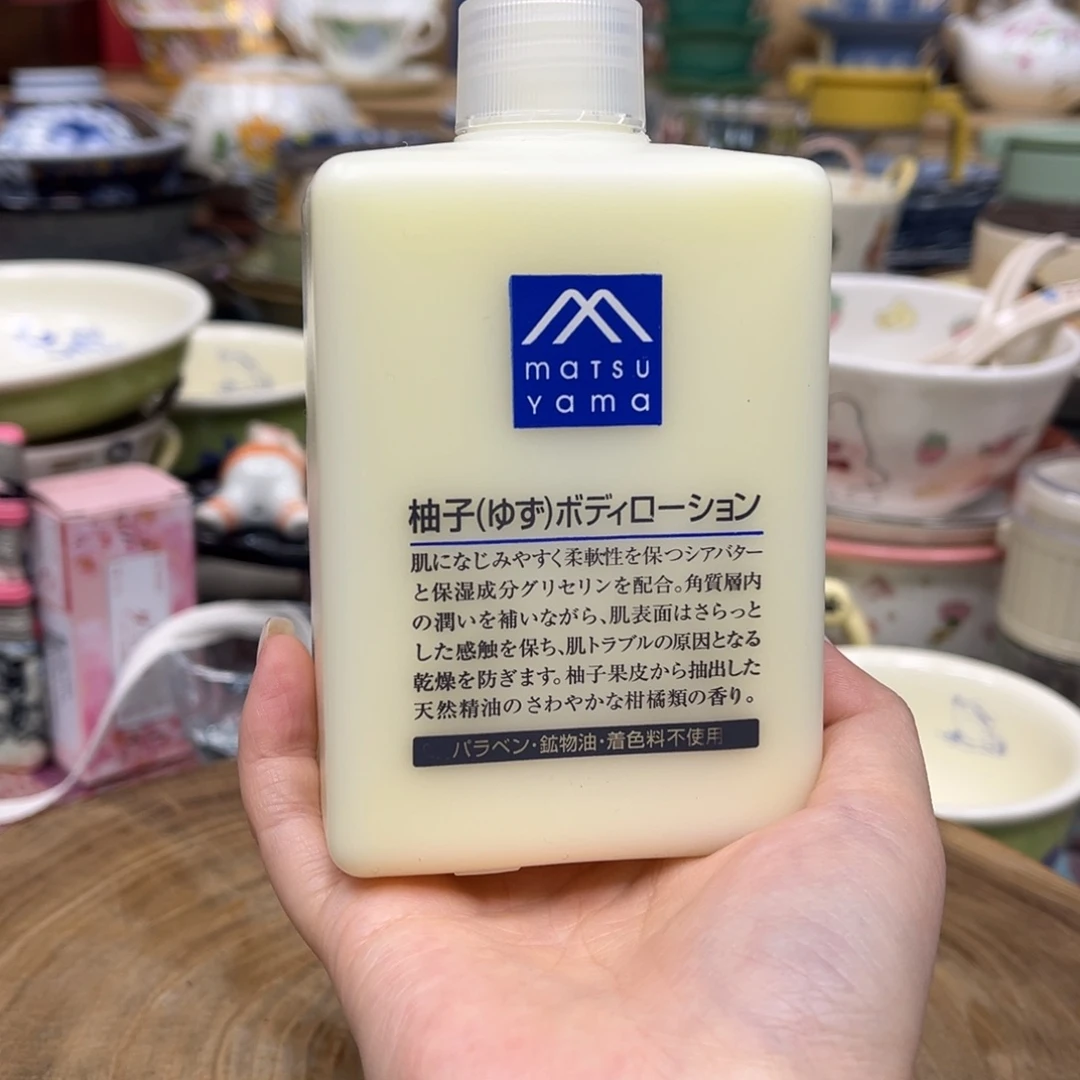 maTSU
Yama
柚子(ゆず)ボディローション
肌になじみやすく柔軟性を保つシアバター
と保湿成分グリセリンを配合。角質層内
の潤いを補いながら、肌表面はさらっと
した感触を保ち、肌トラブルの原因となる
乾燥を防ぎます。柚子果皮から抽出した
天然精油のさわやかな柑橘類の香り。
パラベン・鉱物油・着色料不使用